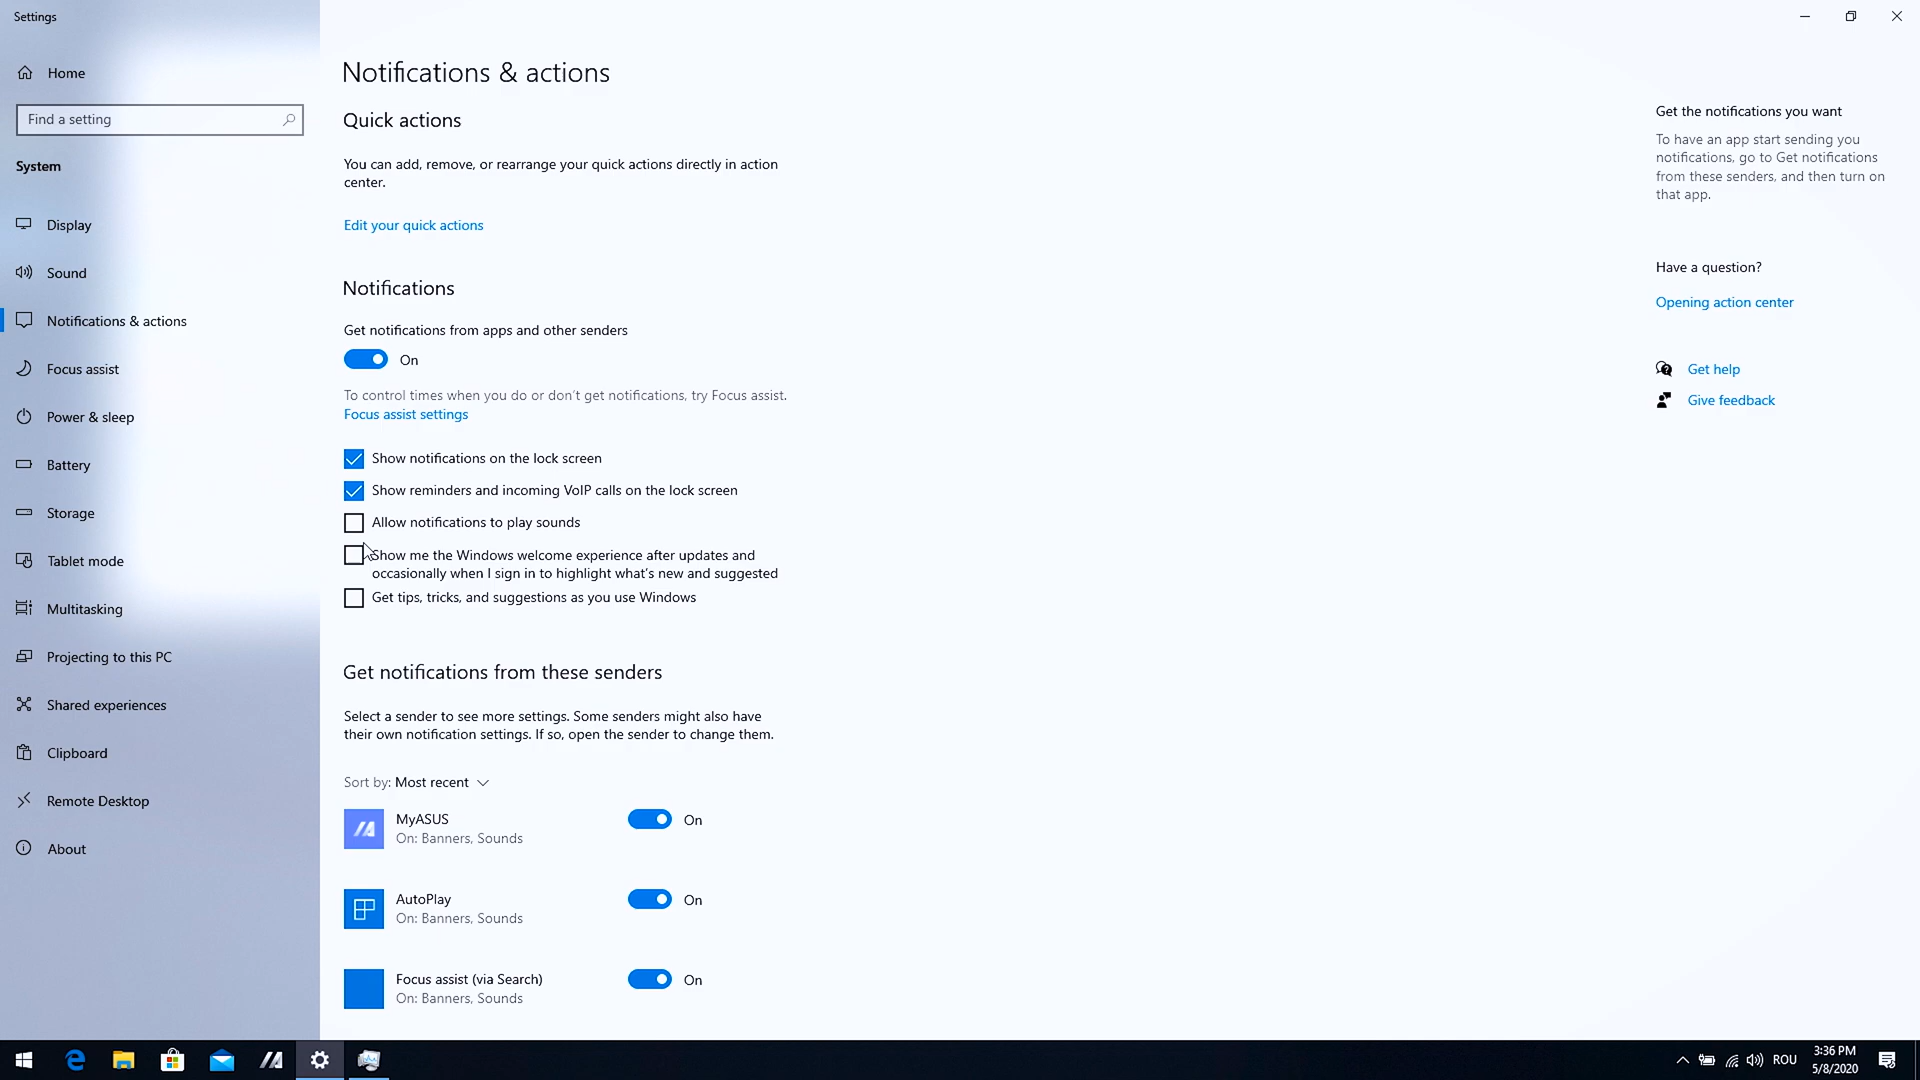 Settings
Home
Find a setting
System
Display
Sound
Notifications & actions
Focus assist
Power & sleep
Battery
Storage
Tablet mode
Multitasking
Projecting to this PC
Shared experiences
Clipboard
Remote Desktop
About
Notifications & actions
Quick actions
You can add, remove, or rearrange your quick actions directly in action
center.
Edit your quick actions
Notifications
Get notifications from apps and other senders
On
To control times when you do or don't get notifications, try Focus assist.
Focus assist settings
Show notifications on the lock screen
Show reminders and incoming VoIP calls on the lock screen
Allow notifications to play sounds
Show me the Windows welcome experience after updates and
occasionally when I sign in to highlight what's new and suggested
Get tips, tricks, and suggestions as you use Windows
Get notifications from these senders
Select a sender to see more settings. Some senders might also have
their own notification settings. If so, open the sender to change them.
Sort by: Most recent
MyASUS
On: Banners, Sounds
On
AutoPlay
On: Banners, Sounds
On
Focus assist (via Search)
On: Banners, Sounds
On
Get the notifications you want
To have an app start sending you
notifications, go to Get notifications
from these senders, and then turn on
that app.
Have a question?
Opening action center
Get help
Give feedback
ROU
3:36 PM
5/8/2020